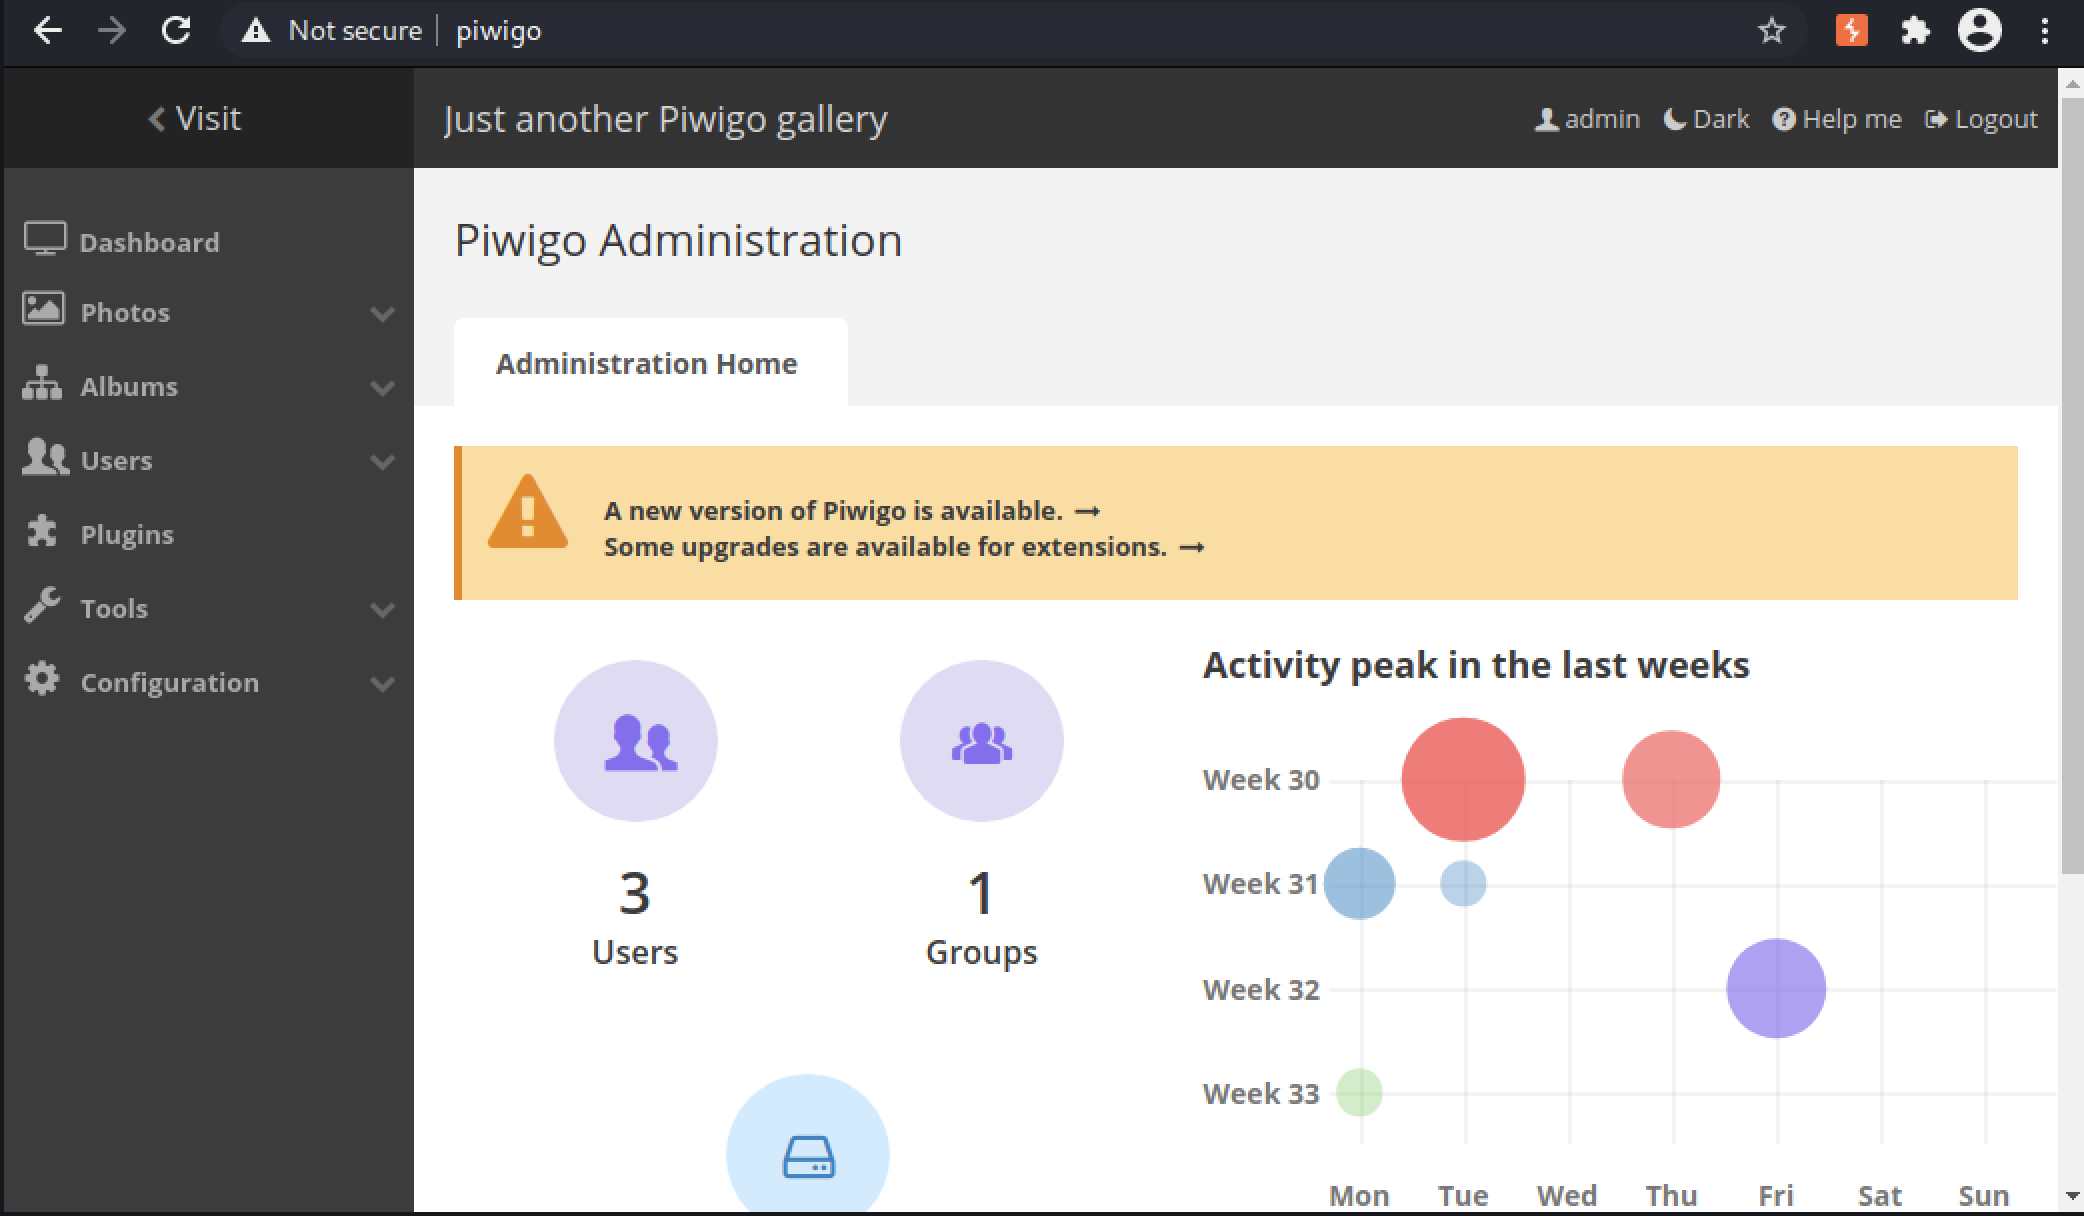 Not secure piwigo
Visit
Just another Piwigo gallery
admin Dark Help me Logout
Dashboard
Photos
Albums
Users
Plugins
Tools
Configuration
Piwigo Administration
Administration Home
A new version of Piwigo is available. →
Some upgrades are available for extensions. →
3
Users
1
Groups
Activity peak in the last weeks
Week 30
Week 31
Week 32
Week 33
Mon Tue Wed Thu Fri Sat Sun